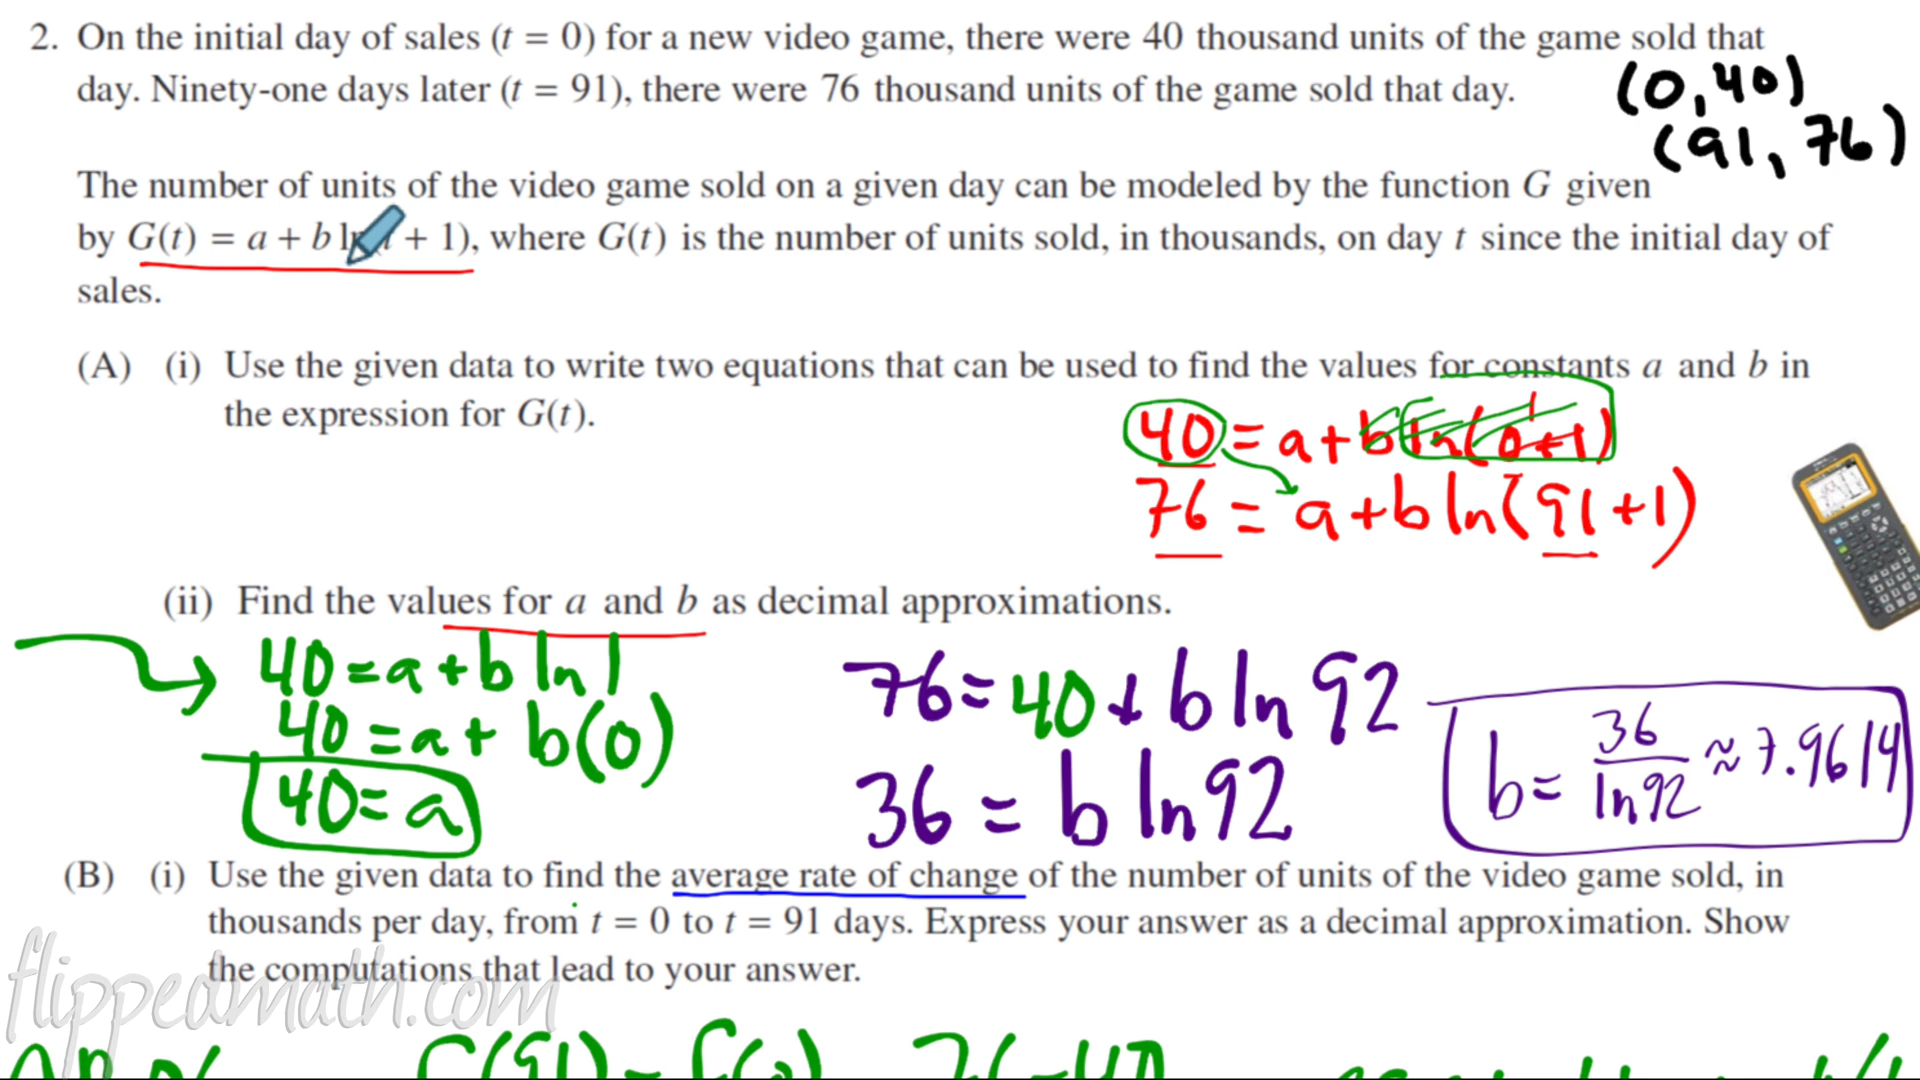 2. On the initial day of sales (t = 0) for a new video game, there were 40 thousand units of the game sold that
day. Ninety-one days later (t = 91), there were 76 thousand units of the game sold that day.
(0,40)
(91,76)
The number of units of the video game sold on a given day can be modeled by the function G given
by G(t) = a + b ln( + 1), where G(t) is the number of units sold, in thousands, on day t since the initial day of
sales.
(A) (i) Use the given data to write two equations that can be used to find the values for constants a and b in
the expression for G(t).
40 = a + b ln(0+1)
76 = a + b ln(91+1)
(ii) Find the values for a and b as decimal approximations.
40 = a + b ln 1
40 = a + b(0)
40 = a
76 = 40 + b ln 92
36 = b ln 92
b = 36/ln 92 ≈ 7.9614
(B) (i) Use the given data to find the average rate of change of the number of units of the video game sold, in
thousands per day, from t = 0 to t = 91 days. Express your answer as a decimal approximation. Show
the computations that lead to your answer.
flippedmath.com